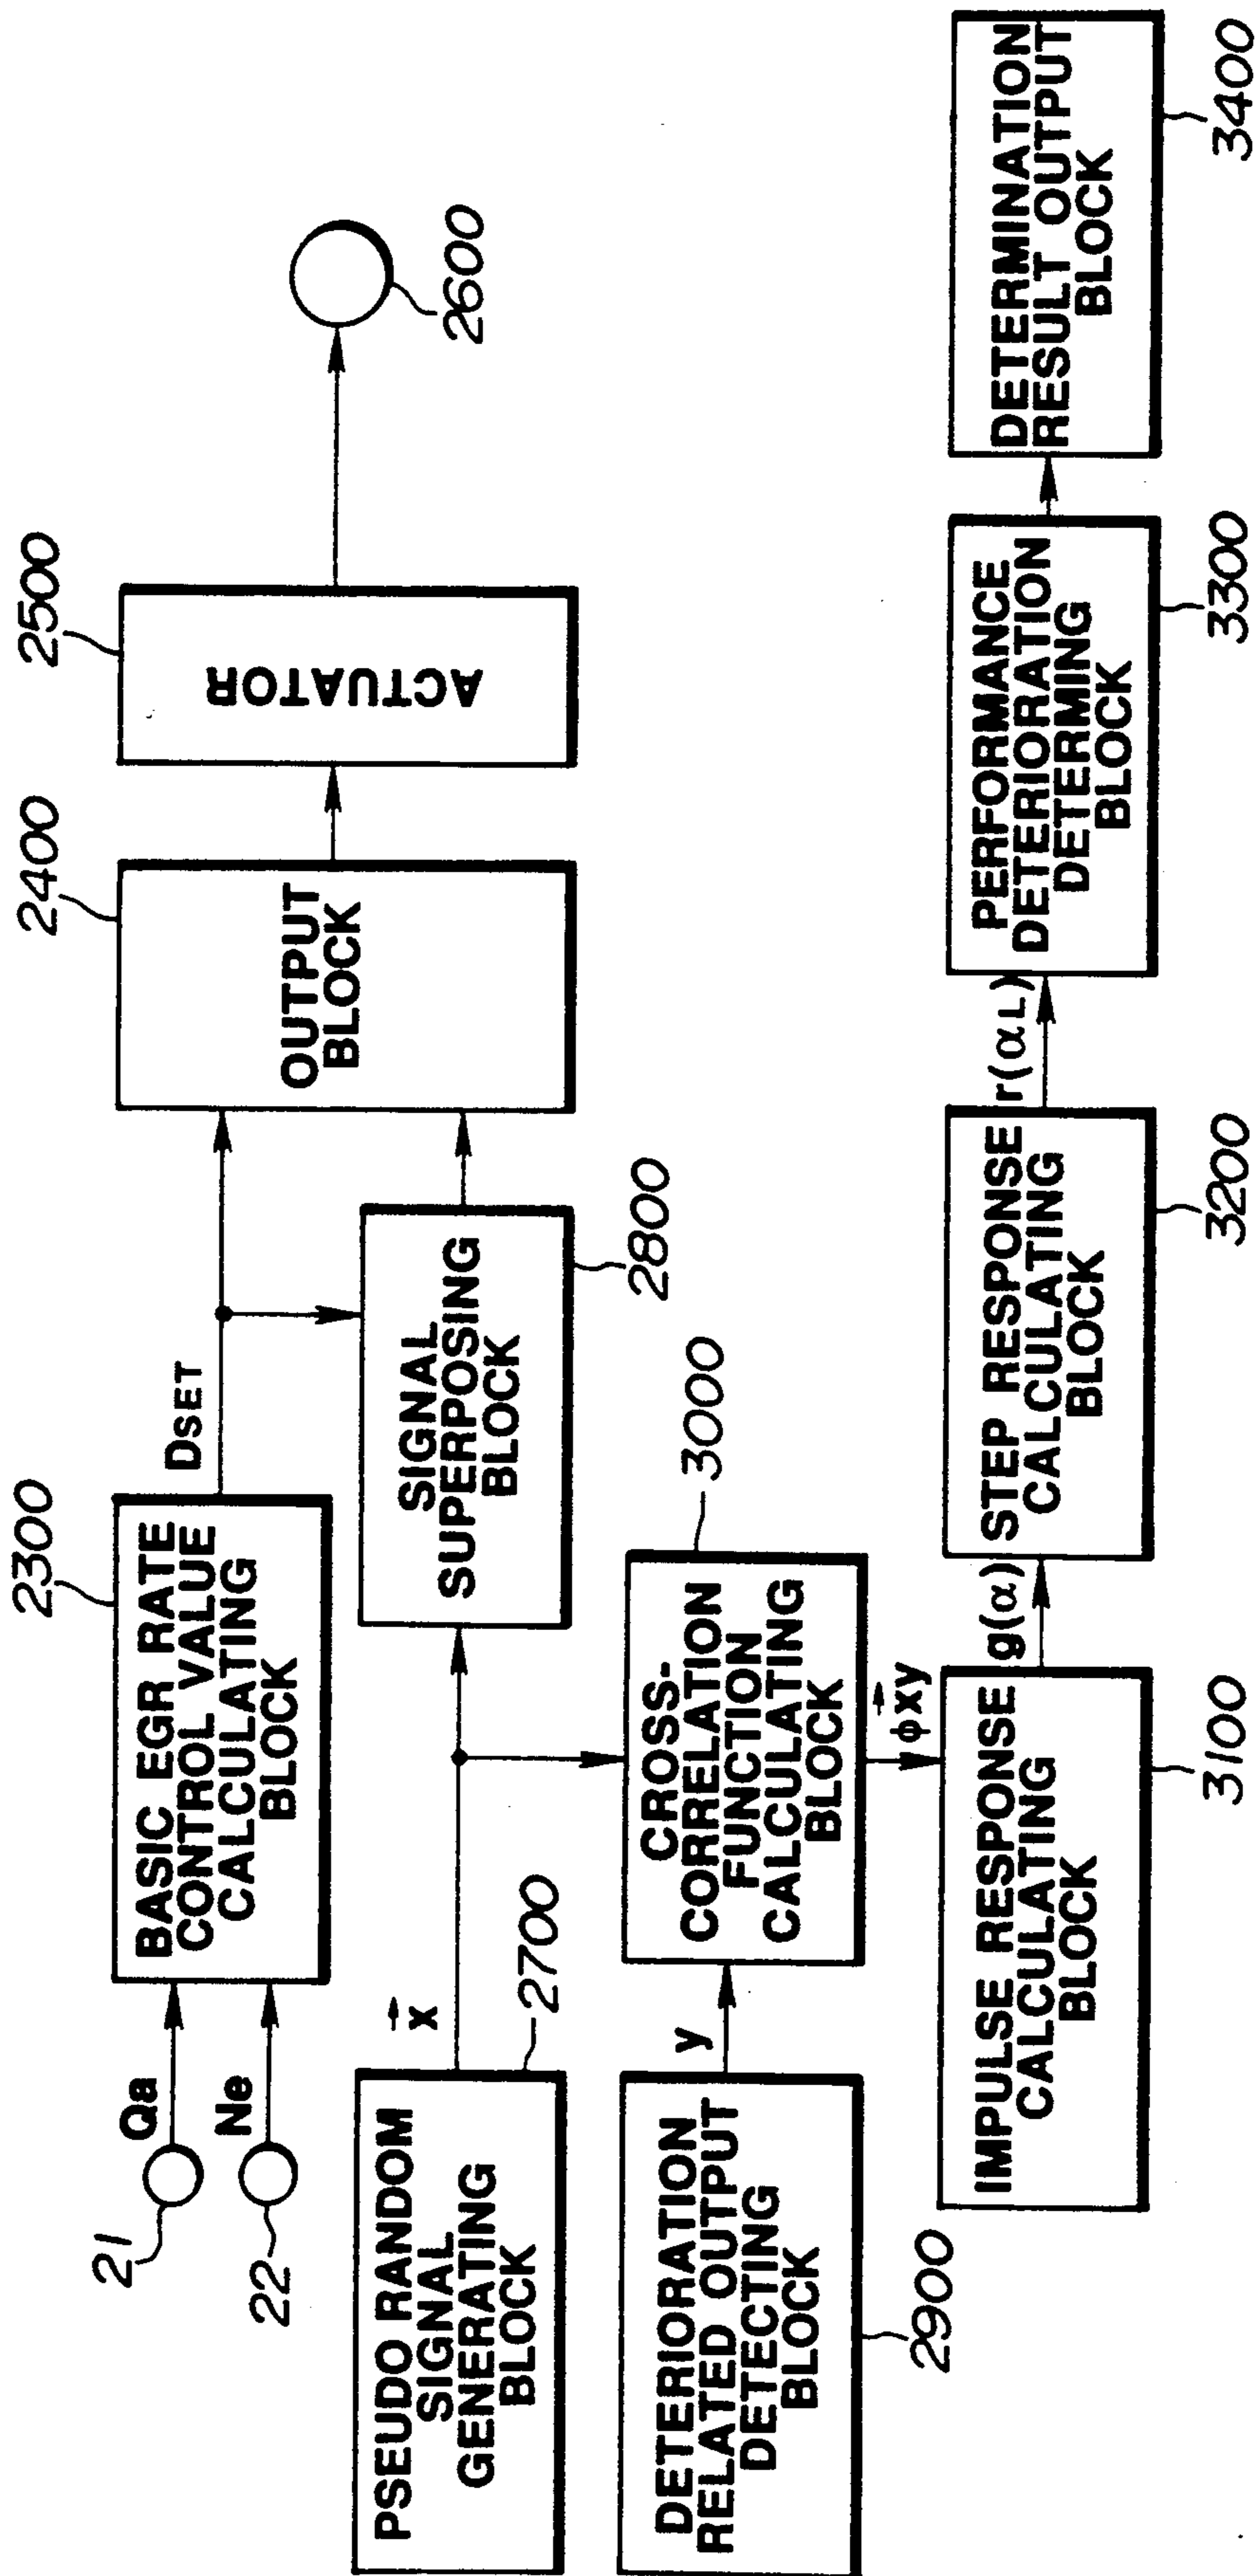 2300
2400
2500
21
Qa
22
Ne
BASIC EGR RATE
CONTROL VALUE
CALCULATING
BLOCK
DSET
OUTPUT
BLOCK
ACTUATOR
2600
PSEUDO RANDOM
SIGNAL
GENERATING
BLOCK
x
2700
SIGNAL
SUPERPOSING
BLOCK
2800
DETERIORATION
RELATED OUTPUT
DETECTING
BLOCK
2900
y
CROSS-
CORRELATION
FUNCTION
CALCULATING
BLOCK
3000
ϕxy
IMPULSE RESPONSE
CALCULATING
BLOCK
3100
g(α)
STEP RESPONSE
CALCULATING
BLOCK
3200
r(αL)
PERFORMANCE
DETERIORATION
DETERMING
BLOCK
3300
DETERMINATION
RESULT OUTPUT
BLOCK
3400